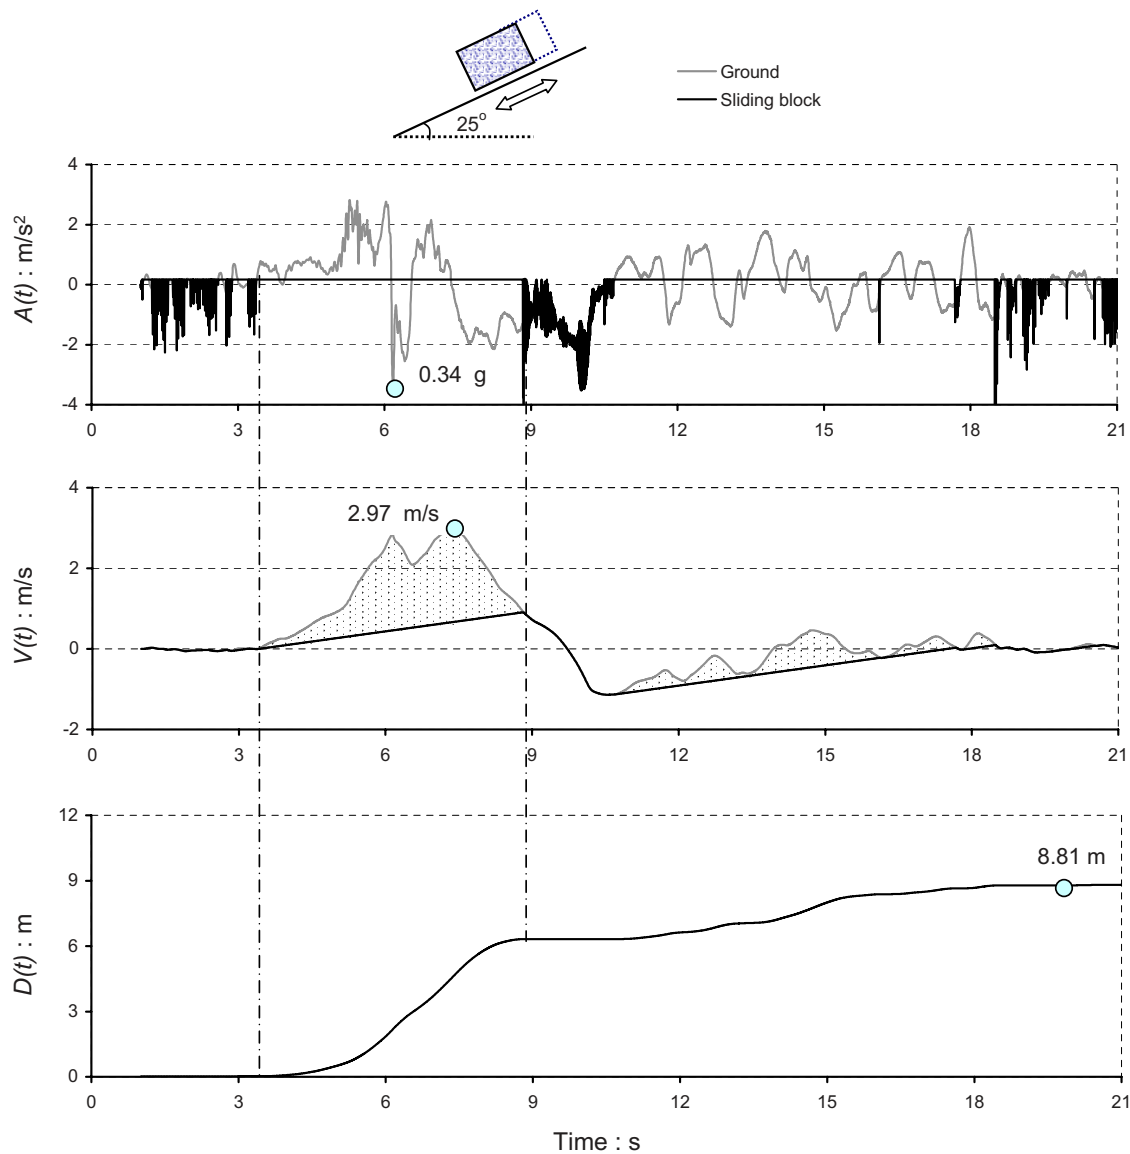 Ground
Sliding block
25°
A(t) : m/s²
4
2
0
-2
-4
0.34 g
0 3 6 9 12 15 18 21
V(t) : m/s
4
2
0
-2
2.97 m/s
0 3 6 9 12 15 18 21
D(t) : m
12
9
6
3
0
8.81 m
0 3 6 9 12 15 18 21
Time : s